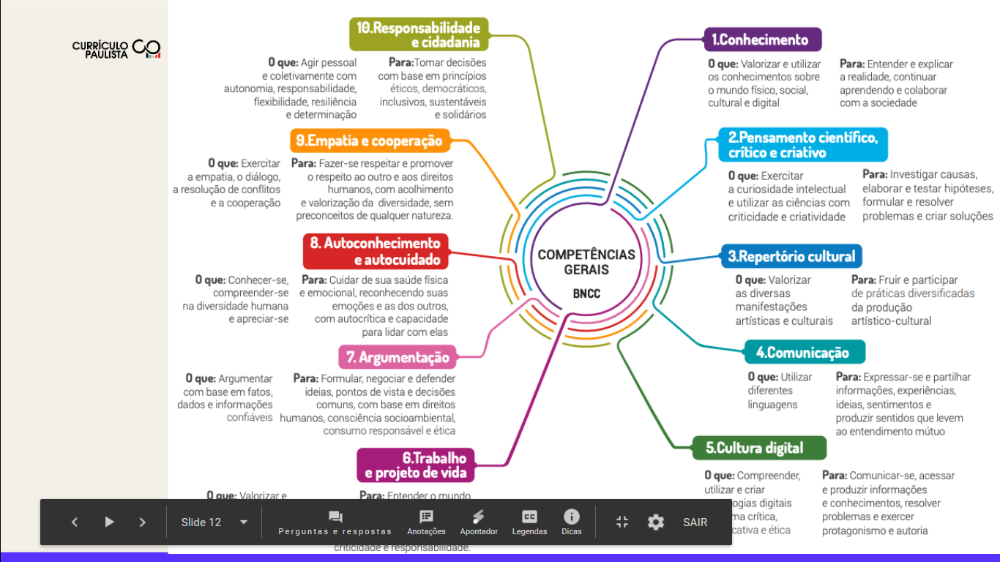 CURRÍCULO
PAULISTA
10.Responsabilidade
e cidadania
O que: Agir pessoal
e coletivamente com
autonomia, responsabilidade,
flexibilidade, resiliência
e determinação
Para:Tomar decisões
com base em princípios
éticos, democráticos,
inclusivos, sustentáveis
e solidários
9.Empatia e cooperação
O que: Exercitar
a empatia, o diálogo,
a resolução de conflitos
e a cooperação
Para: Fazer-se respeitar e promover
o respeito ao outro e aos direitos
humanos, com acolhimento
e valorização da diversidade, sem
preconceitos de qualquer natureza.
8. Autoconhecimento
e autocuidado
O que: Conhecer-se,
compreender-se
na diversidade humana
e apreciar-se
Para: Cuidar de sua saúde física
e emocional, reconhecendo suas
emoções e as dos outros,
com autocrítica e capacidade
para lidar com elas
7. Argumentação
O que: Argumentar
com base em fatos,
dados e informações
confiáveis
Para: Formular, negociar e defender
ideias, pontos de vista e decisões
comuns, com base em direitos
humanos, consciência socioambiental,
consumo responsável e ética
6.Trabalho
e projeto de vida
O que: Valorizar e
Para: Entender o mundo
criticidade e responsabilidade.
COMPETÊNCIAS
GERAIS
BNCC
1.Conhecimento
O que: Valorizar e utilizar
os conhecimentos sobre
o mundo físico, social,
cultural e digital
Para: Entender e explicar
a realidade, continuar
aprendendo e colaborar
com a sociedade
2.Pensamento científico,
crítico e criativo
O que: Exercitar
a curiosidade intelectual
e utilizar as ciências com
criticidade e criatividade
Para: Investigar causas,
elaborar e testar hipóteses,
formular e resolver
problemas e criar soluções
3.Repertório cultural
O que: Valorizar
as diversas
manifestações
artísticas e culturais
Para: Fruir e participar
de práticas diversificadas
da produção
artístico-cultural
4.Comunicação
O que: Utilizar
diferentes
linguagens
Para: Expressar-se e partilhar
informações, experiências,
ideias, sentimentos e
produzir sentidos que levem
ao entendimento mútuo
5.Cultura digital
O que: Compreender,
utilizar e criar
ogias digitais
ma crítica,
cativa e ética
Para: Comunicar-se, acessar
e produzir informações
e conhecimentos, resolver
problemas e exercer
protagonismo e autoria
Slide 12
Perguntas e respostas
Anotações
Apontador
CC
Legendas
Dicas
SAIR